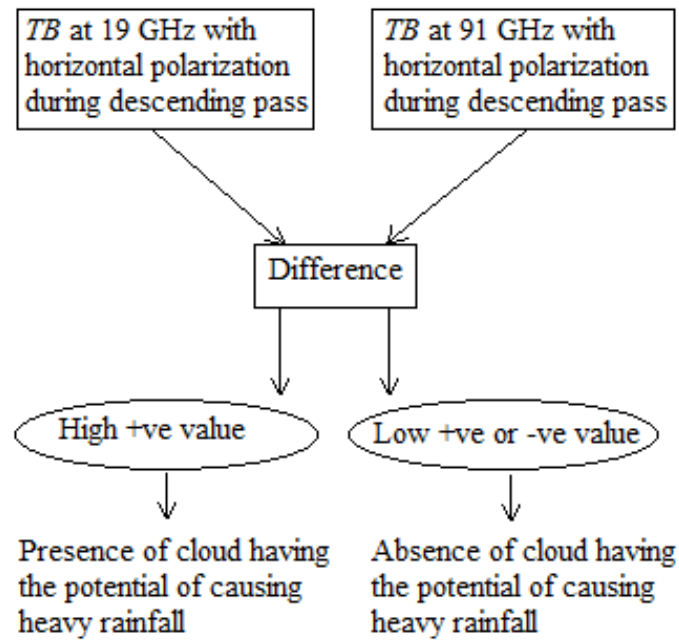 TB at 19 GHz with
horizontal polarization
during descending pass
TB at 91 GHz with
horizontal polarization
during descending pass
Difference
High +ve value
Low +ve or -ve value
Presence of cloud having
the potential of causing
heavy rainfall
Absence of cloud having
the potential of causing
heavy rainfall